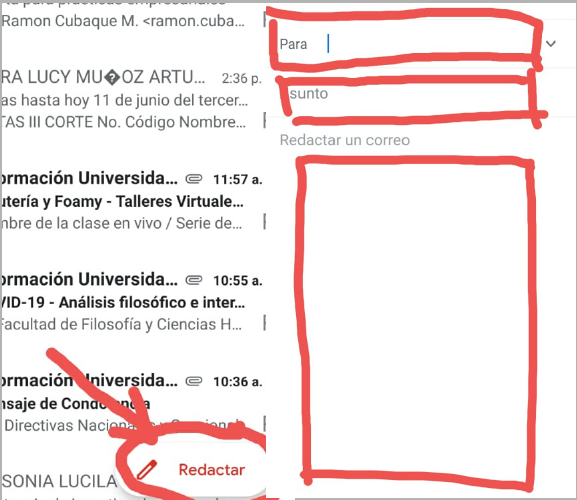 Ramon Cubaque M. <ramon.cuba...
RA LUCY MU�OZ ARTU... 2:36 p.
as hasta hoy 11 de junio del tercer...
TAS III CORTE No. Código Nombre...
ormación Universida... 11:57 a.
utería y Foamy - Talleres Virtuale...
mbre de la clase en vivo / Serie de...
ormación Universida... 10:55 a.
VID-19 - Análisis filosófico e inter...
Facultad de Filosofía y Ciencias H...
ormación Universida... 10:36 a.
nsaje de Condolencia
Directivas Nacionales y Seccional
SONIA LUCILA
Redactar
Para
sunto
Redactar un correo